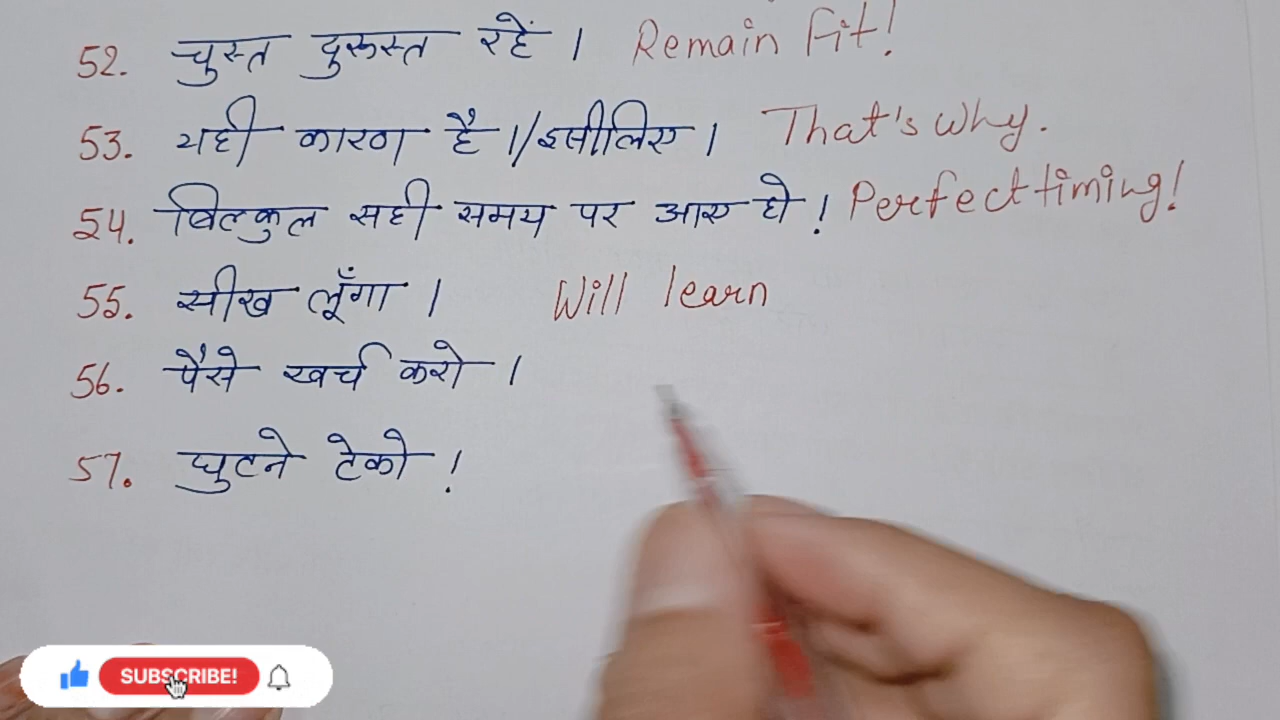 52. चुस्त दुरूस्त रहें । Remain Fit!
53. यही कारण है ।/इसीलिए । That's Why.
54. बिल्कुल सही समय पर आए हो ! Perfect timing!
55. सीख लूँगा । Will learn
56. पैसे खर्च करो ।
57. घुटने टेको !
SUBSCRIBE!